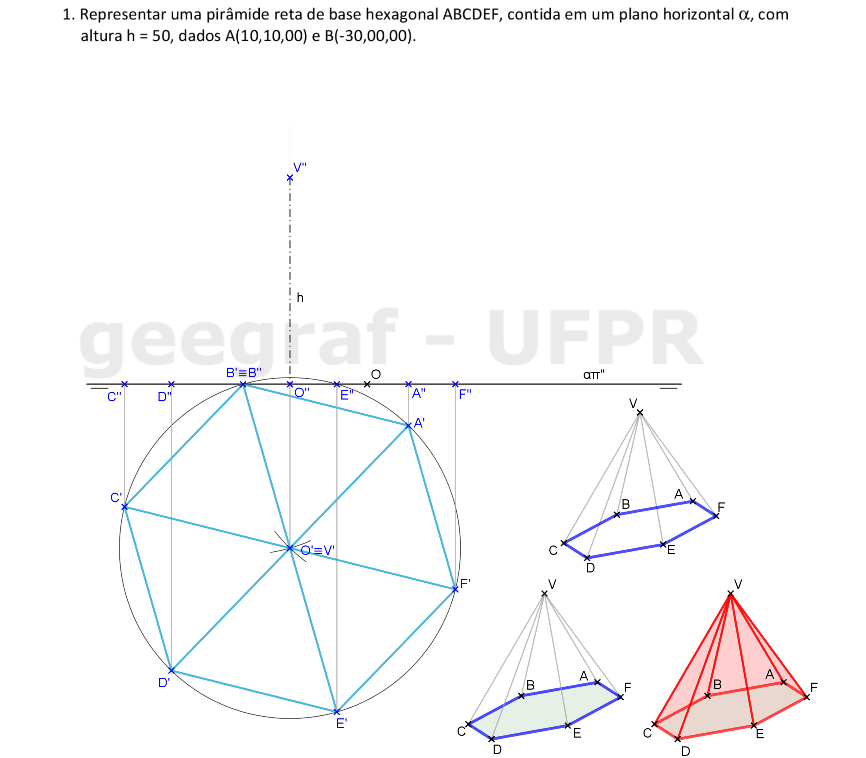 1. Representar uma pirâmide reta de base hexagonal ABCDEF, contida em um plano horizontal α, com
altura h = 50, dados A(10,10,00) e B(-30,00,00).
V"
h
geegraf - UFPR
B'≡B"
O
απ"
C"
D"
O"
E"
A"
F"
A'
C'
O'≡V'
F'
D'
E'
V
A
B
F
C
E
D
V
A
B
F
C
E
D
V
A
B
F
C
E
D